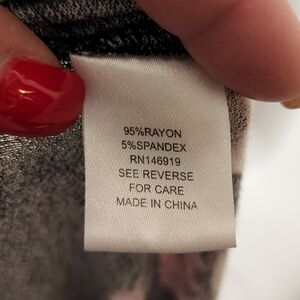 95%RAYON
5%SPANDEX
RN146919
SEE REVERSE
FOR CARE
MADE IN CHINA